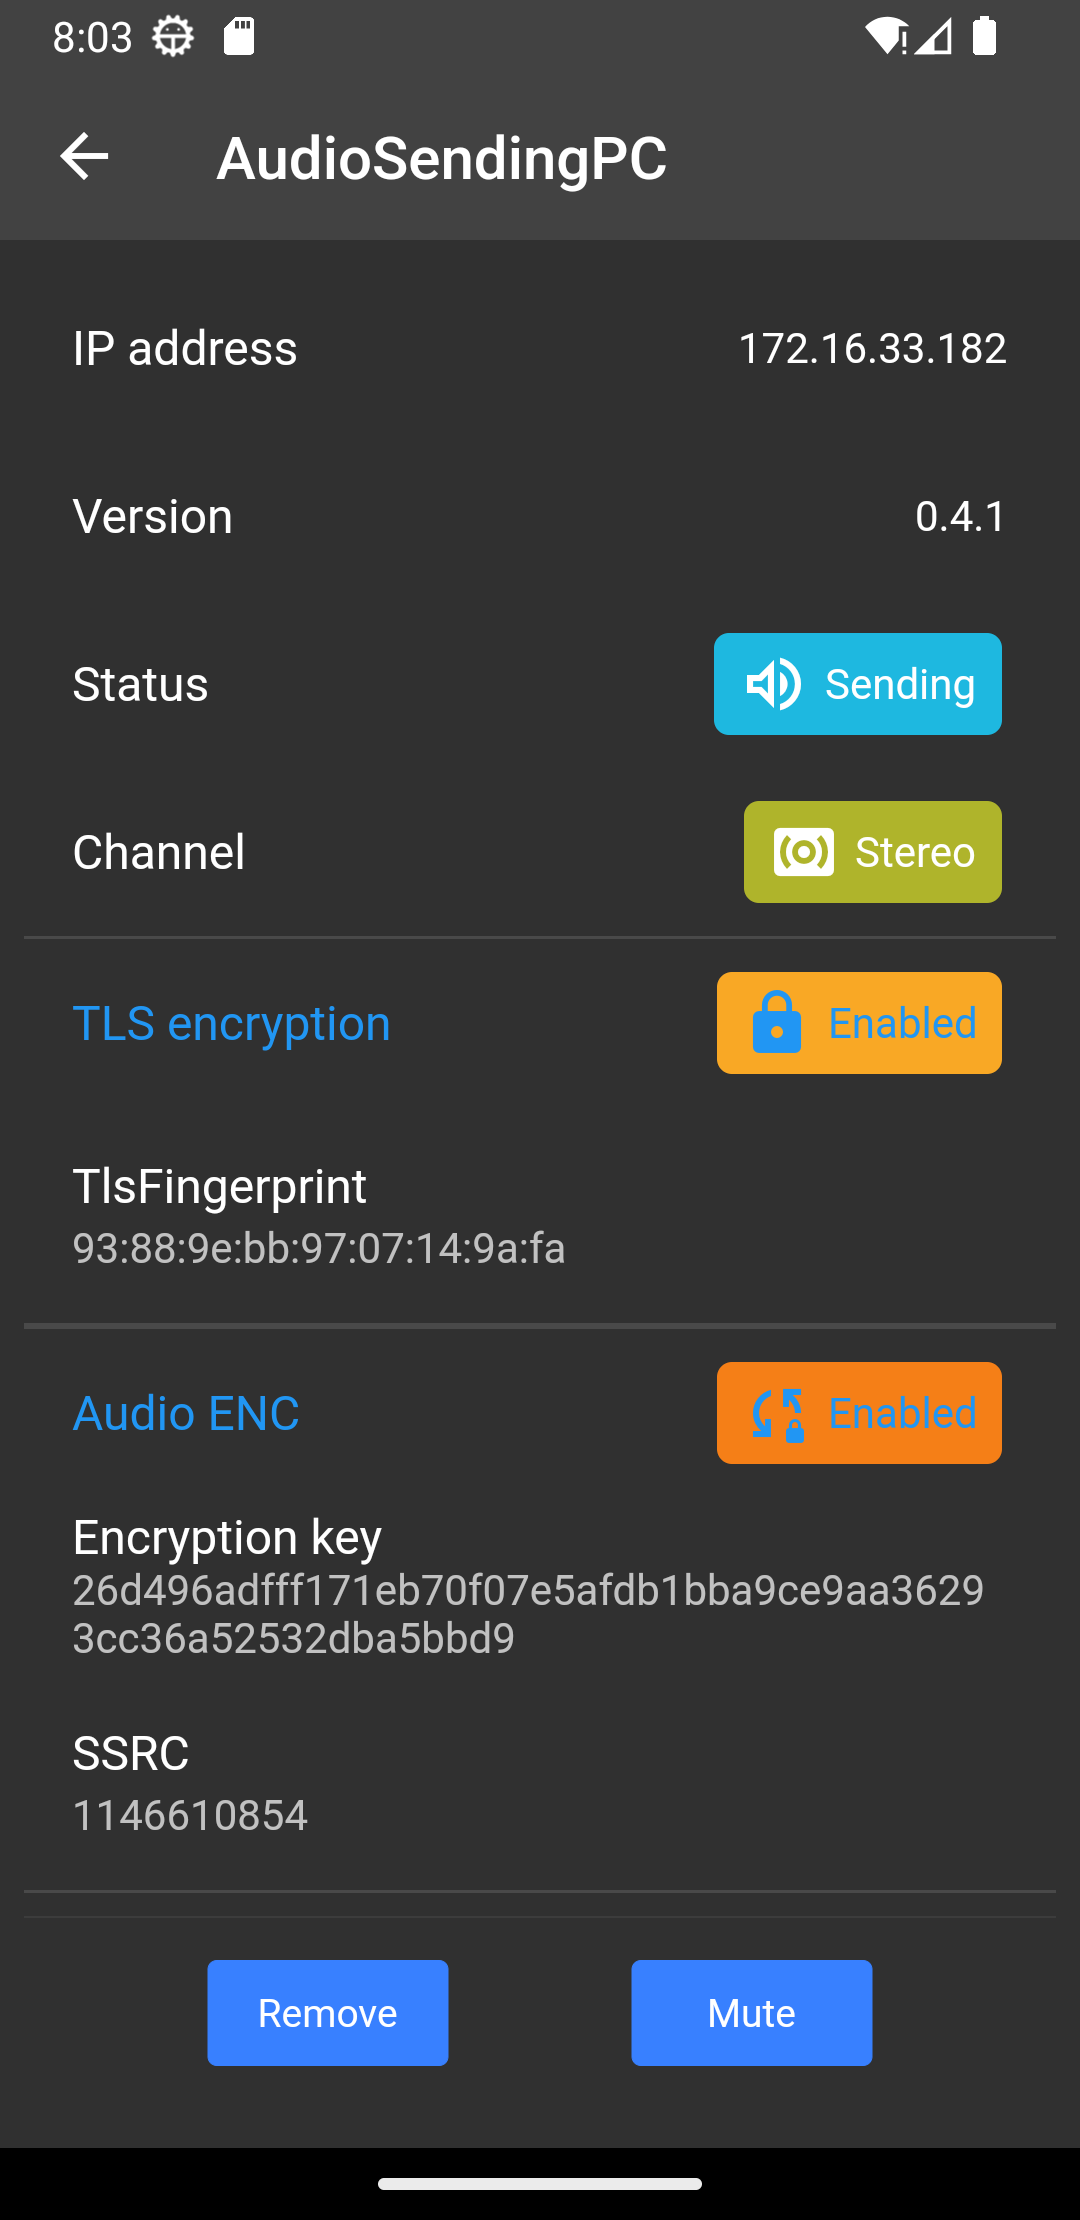 8:03
AudioSendingPC
IP address
172.16.33.182
Version
0.4.1
Status
Sending
Channel
Stereo
TLS encryption
Enabled
TlsFingerprint
93:88:9e:bb:97:07:14:9a:fa
Audio ENC
Enabled
Encryption key
26d496adfff171eb70f07e5afdb1bba9ce9aa3629
3cc36a52532dba5bbd9
SSRC
1146610854
Remove
Mute